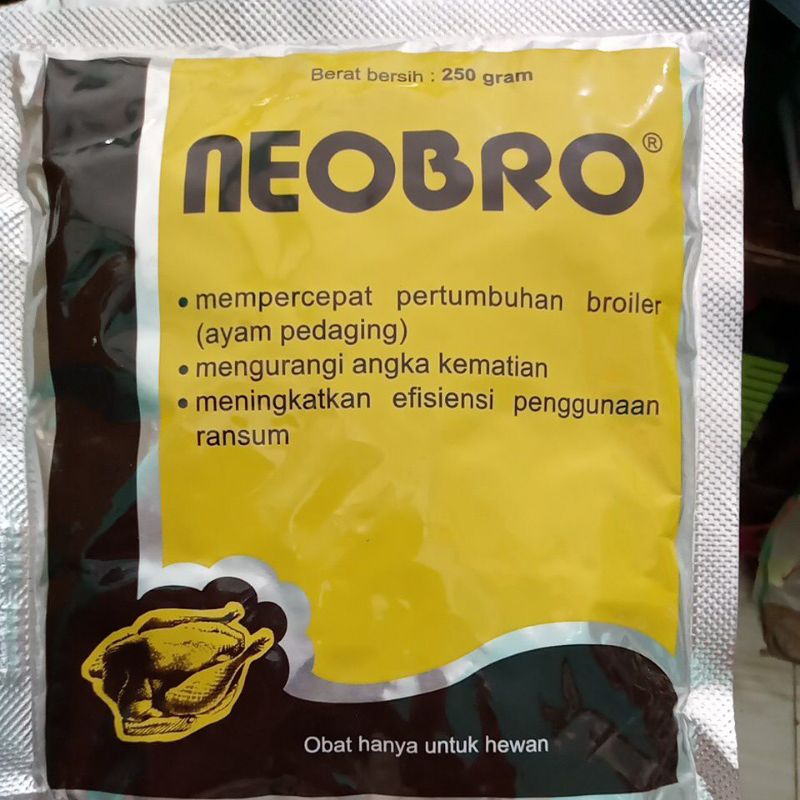 Berat bersih : 250 gram
NEOBRO®
• mempercepat pertumbuhan broiler
(ayam pedaging)
• mengurangi angka kematian
• meningkatkan efisiensi penggunaan
ransum
Obat hanya untuk hewan